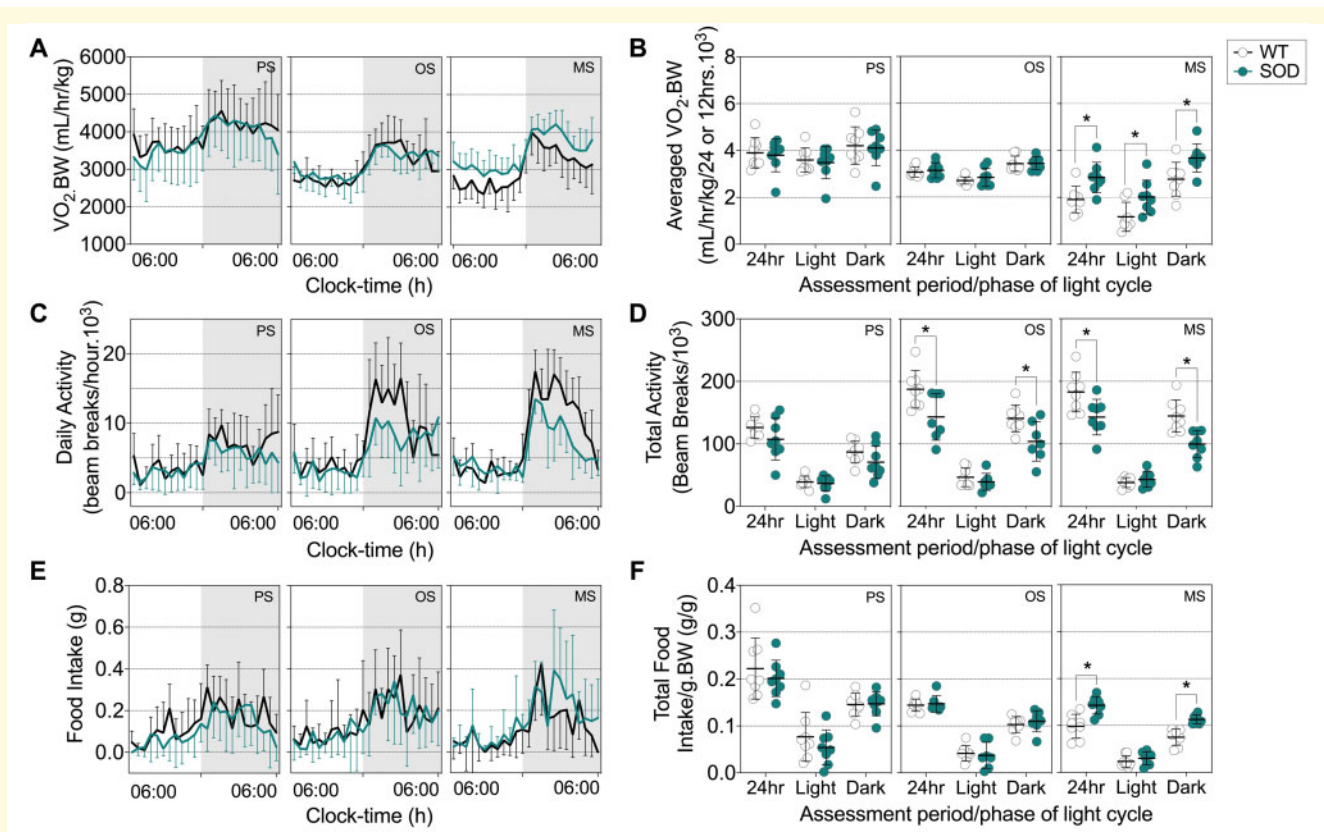 A
VO₂.BW (mL/hr/kg)
6000
5000
4000
3000
2000
1000
PS
OS
MS
06:00 06:00 06:00 06:00 06:00 06:00
Clock-time (h)
B
Averaged VO₂.BW
(mL/hr/kg/24 or 12hrs.10³)
8
6
4
2
0
PS
OS
MS
* * *
24hr Light Dark 24hr Light Dark 24hr Light Dark
Assessment period/phase of light cycle
WT
SOD
C
Daily Activity
(beam breaks/hour.10³)
20
15
10
5
0
PS
OS
MS
06:00 06:00 06:00 06:00 06:00 06:00
Clock-time (h)
D
Total Activity
(Beam Breaks/10³)
300
200
100
0
PS
OS
MS
* * * *
24hr Light Dark 24hr Light Dark 24hr Light Dark
Assessment period/phase of light cycle
E
Food Intake (g)
0.8
0.6
0.4
0.2
0.0
PS
OS
MS
06:00 06:00 06:00 06:00 06:00 06:00
Clock-time (h)
F
Total Food
Intake/g.BW (g/g)
0.4
0.3
0.2
0.1
0.0
PS
OS
MS
* *
24hr Light Dark 24hr Light Dark 24hr Light Dark
Assessment period/phase of light cycle